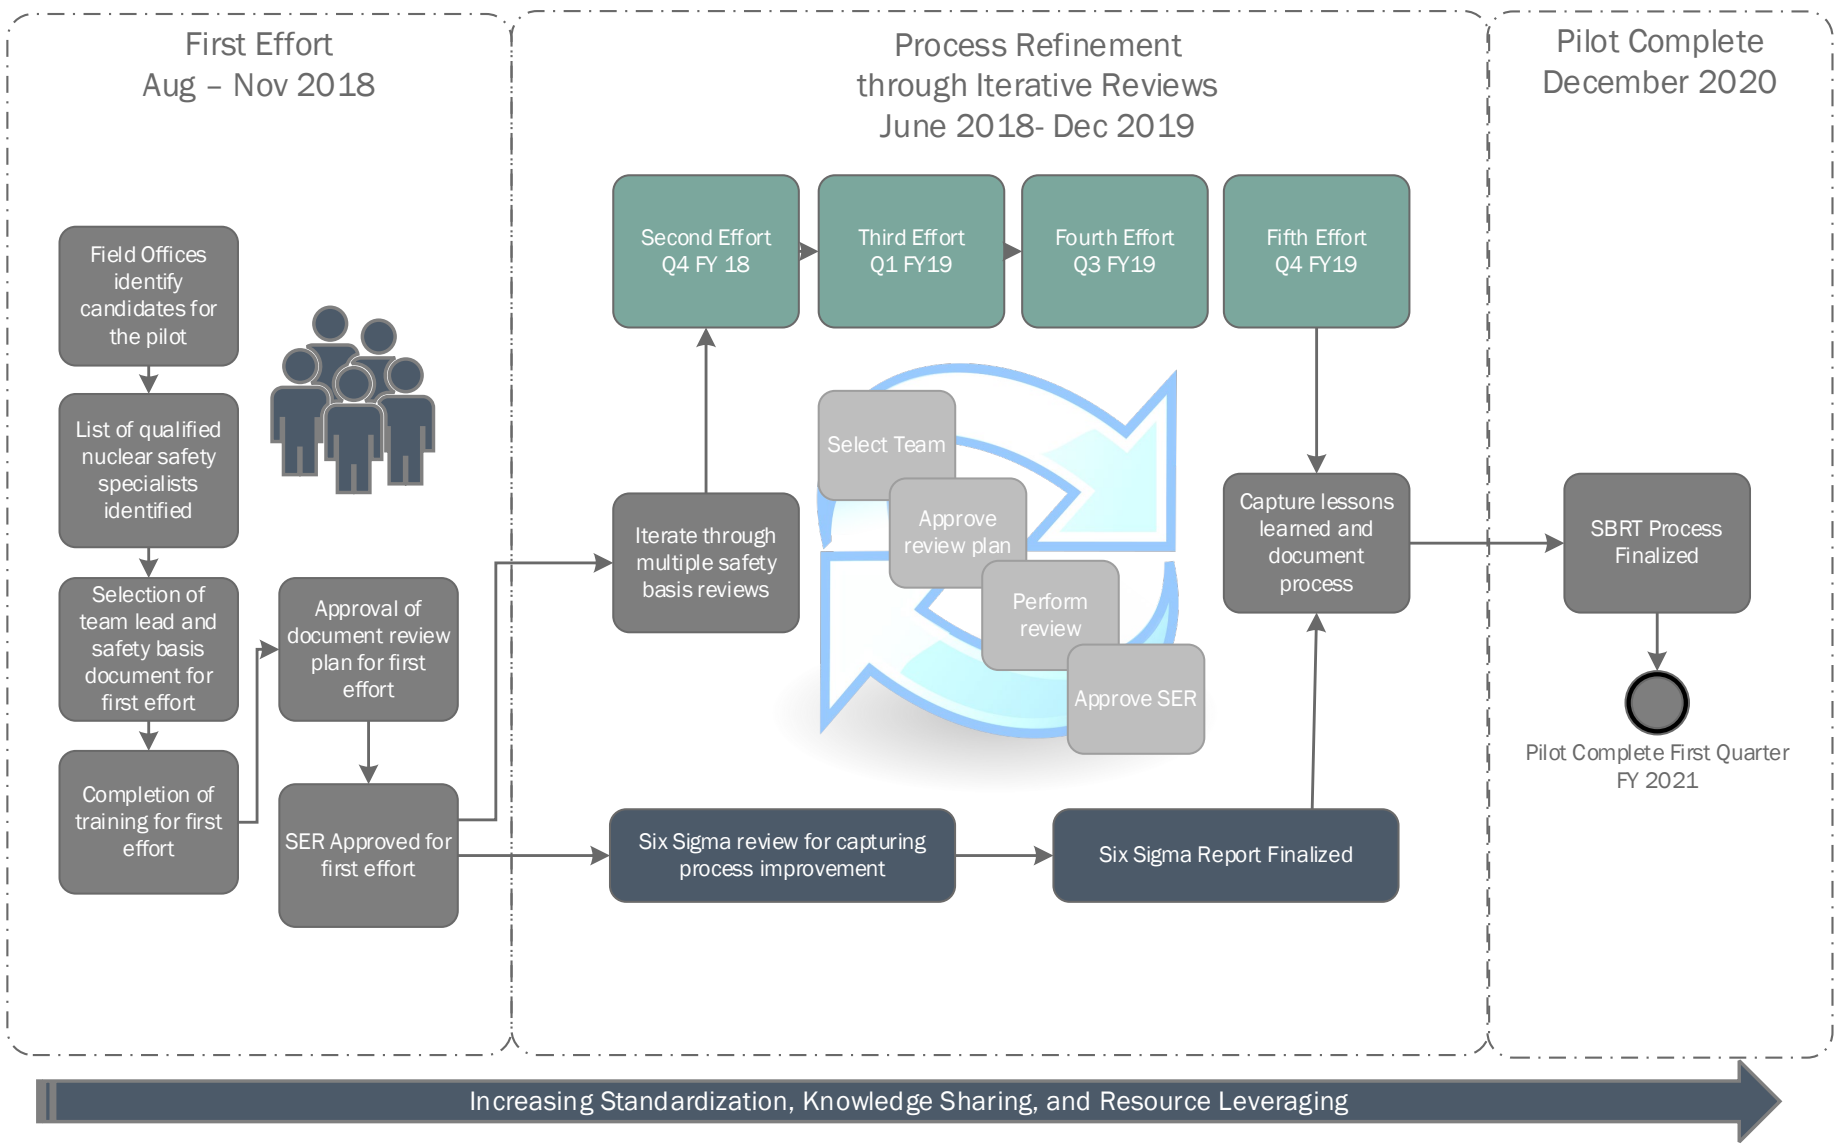 First Effort
Aug – Nov 2018
Field Offices
identify
candidates for
the pilot
List of qualified
nuclear safety
specialists
identified
Selection of
team lead and
safety basis
document for
first effort
Completion of
training for first
effort
Approval of
document review
plan for first
effort
SER Approved for
first effort
Process Refinement
through Iterative Reviews
June 2018- Dec 2019
Second Effort
Q4 FY 18
Third Effort
Q1 FY19
Fourth Effort
Q3 FY19
Fifth Effort
Q4 FY19
Iterate through
multiple safety
basis reviews
Select Team
Approve
review plan
Perform
review
Approve SER
Capture lessons
learned and
document
process
Six Sigma review for capturing
process improvement
Six Sigma Report Finalized
Pilot Complete
December 2020
SBRT Process
Finalized
Pilot Complete First Quarter
FY 2021
Increasing Standardization, Knowledge Sharing, and Resource Leveraging